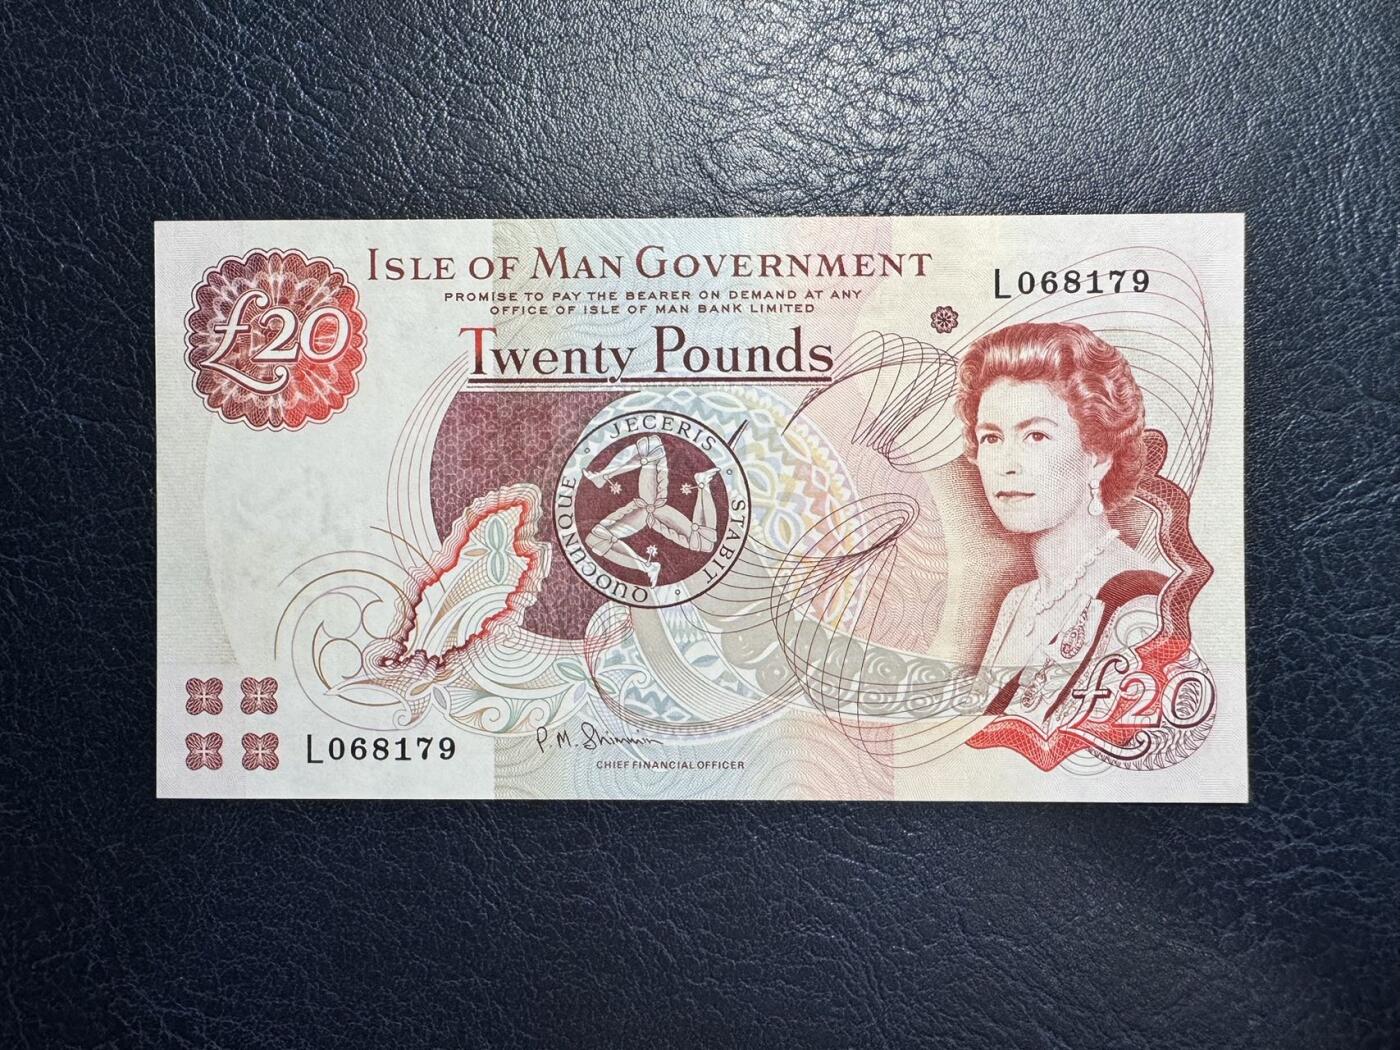 ISLE OF MAN GOVERNMENT
PROMISE TO PAY THE BEARER ON DEMAND AT ANY
OFFICE OF ISLE OF MAN BANK LIMITED
Twenty Pounds
£20
L068179
QUOCUNQUE · JECERIS · STABIT ·
£20
L068179
P. M. Shimmin
CHIEF FINANCIAL OFFICER